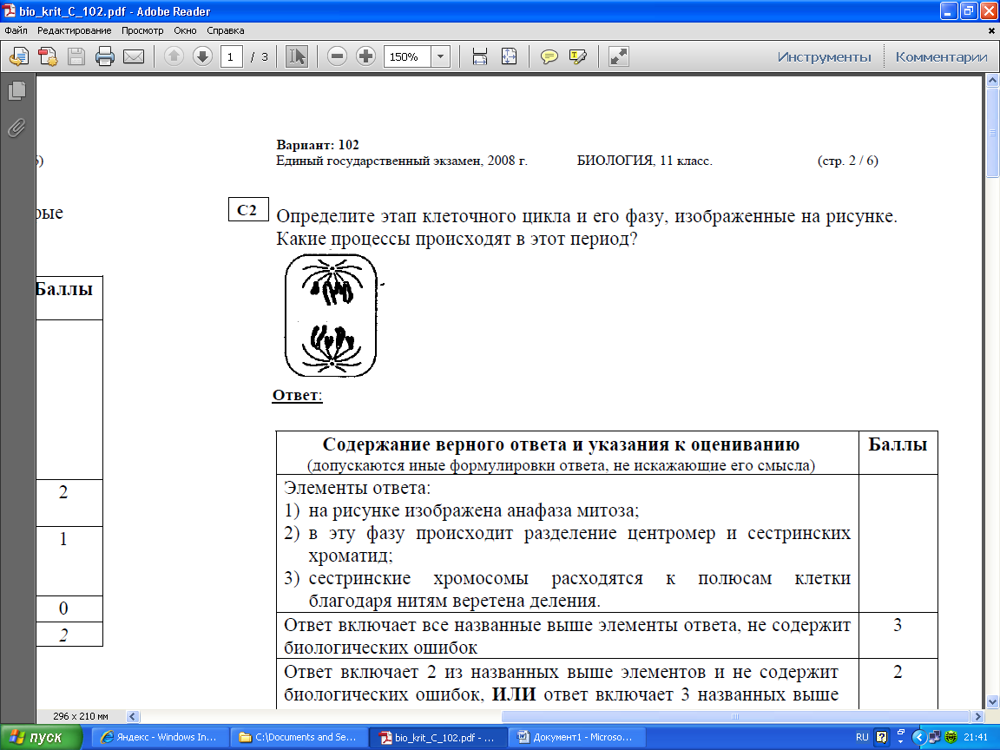 bio_krit_C_102.pdf - Adobe Reader
Файл Редактирование Просмотр Окно Справка
1 / 3 150% Инструменты Комментарии
Вариант: 102
6) Единый государственный экзамен, 2008 г. БИОЛОГИЯ, 11 класс. (стр. 2 / 6)
рые
С2 Определите этап клеточного цикла и его фазу, изображенные на рисунке.
Какие процессы происходят в этот период?
Баллы
2
1
0
2
Ответ:
Содержание верного ответа и указания к оцениванию Баллы
(допускаются иные формулировки ответа, не искажающие его смысла)
Элементы ответа:
1) на рисунке изображена анафаза митоза;
2) в эту фазу происходит разделение центромер и сестринских
хроматид;
3) сестринские хромосомы расходятся к полюсам клетки
благодаря нитям веретена деления.
Ответ включает все названные выше элементы ответа, не содержит 3
биологических ошибок
Ответ включает 2 из названных выше элементов и не содержит 2
биологических ошибок, ИЛИ ответ включает 3 названных выше
296 x 210 мм
пуск Яндекс - Windows In... C:\Documents and Se... bio_krit_C_102.pdf - ... Документ1 - Microso... RU 21:41